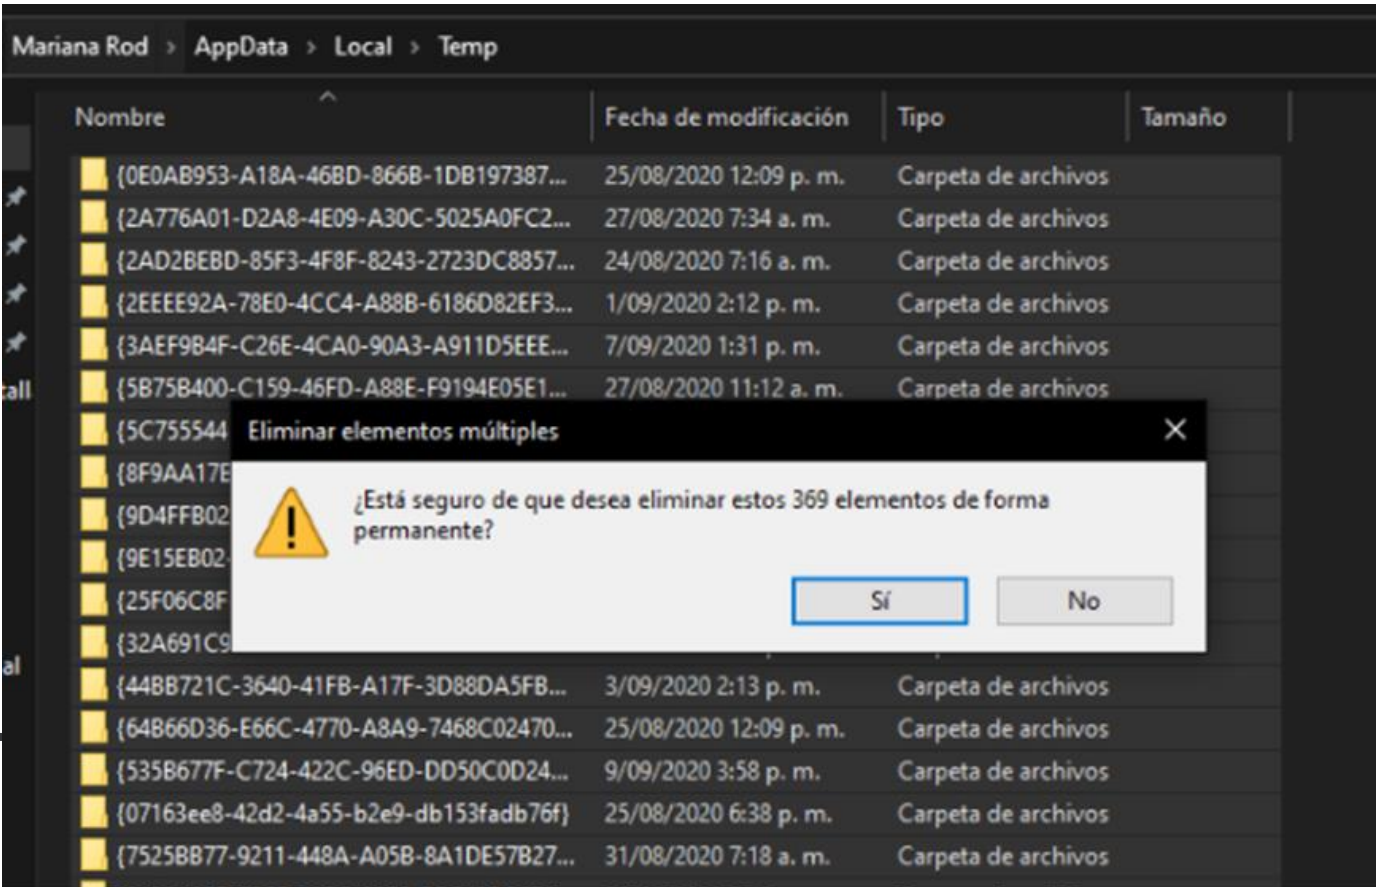 Mariana Rod > AppData > Local > Temp
Nombre Fecha de modificación Tipo Tamaño
{0E0AB953-A18A-46BD-866B-1DB197387... 25/08/2020 12:09 p. m. Carpeta de archivos
{2A776A01-D2A8-4E09-A30C-5025A0FC2... 27/08/2020 7:34 a. m. Carpeta de archivos
{2AD2BEBD-85F3-4F8F-8243-2723DC8857... 24/08/2020 7:16 a. m. Carpeta de archivos
{2EEEE92A-78E0-4CC4-A88B-6186D82EF3... 1/09/2020 2:12 p. m. Carpeta de archivos
{3AEF9B4F-C26E-4CA0-90A3-A911D5EEE... 7/09/2020 1:31 p. m. Carpeta de archivos
tall {5B75B400-C159-46FD-A88E-F9194E05E1... 27/08/2020 11:12 a. m. Carpeta de archivos
{5C755544
{8F9AA17E
{9D4FFB02
{9E15EB02-
{25F06C8F
{32A691C9
al
Eliminar elementos múltiples
¿Está seguro de que desea eliminar estos 369 elementos de forma
permanente?
Sí No
{44BB721C-3640-41FB-A17F-3D88DA5FB... 3/09/2020 2:13 p. m. Carpeta de archivos
{64B66D36-E66C-4770-A8A9-7468C02470... 25/08/2020 12:09 p. m. Carpeta de archivos
{535B677F-C724-422C-96ED-DD50C0D24... 9/09/2020 3:58 p. m. Carpeta de archivos
{07163ee8-42d2-4a55-b2e9-db153fadb76f} 25/08/2020 6:38 p. m. Carpeta de archivos
{7525BB77-9211-448A-A05B-8A1DE57B27... 31/08/2020 7:18 a. m. Carpeta de archivos